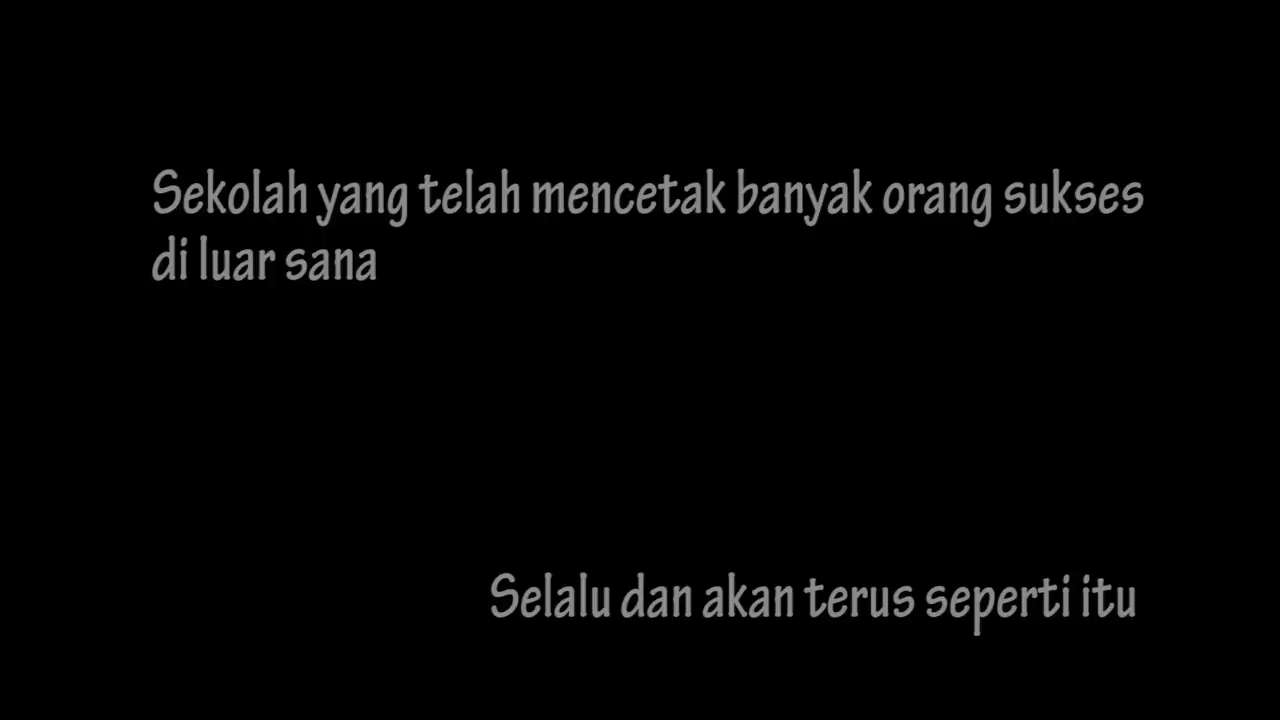 Sekolah yang telah mencetak banyak orang sukses
di luar sana
Selalu dan akan terus seperti itu